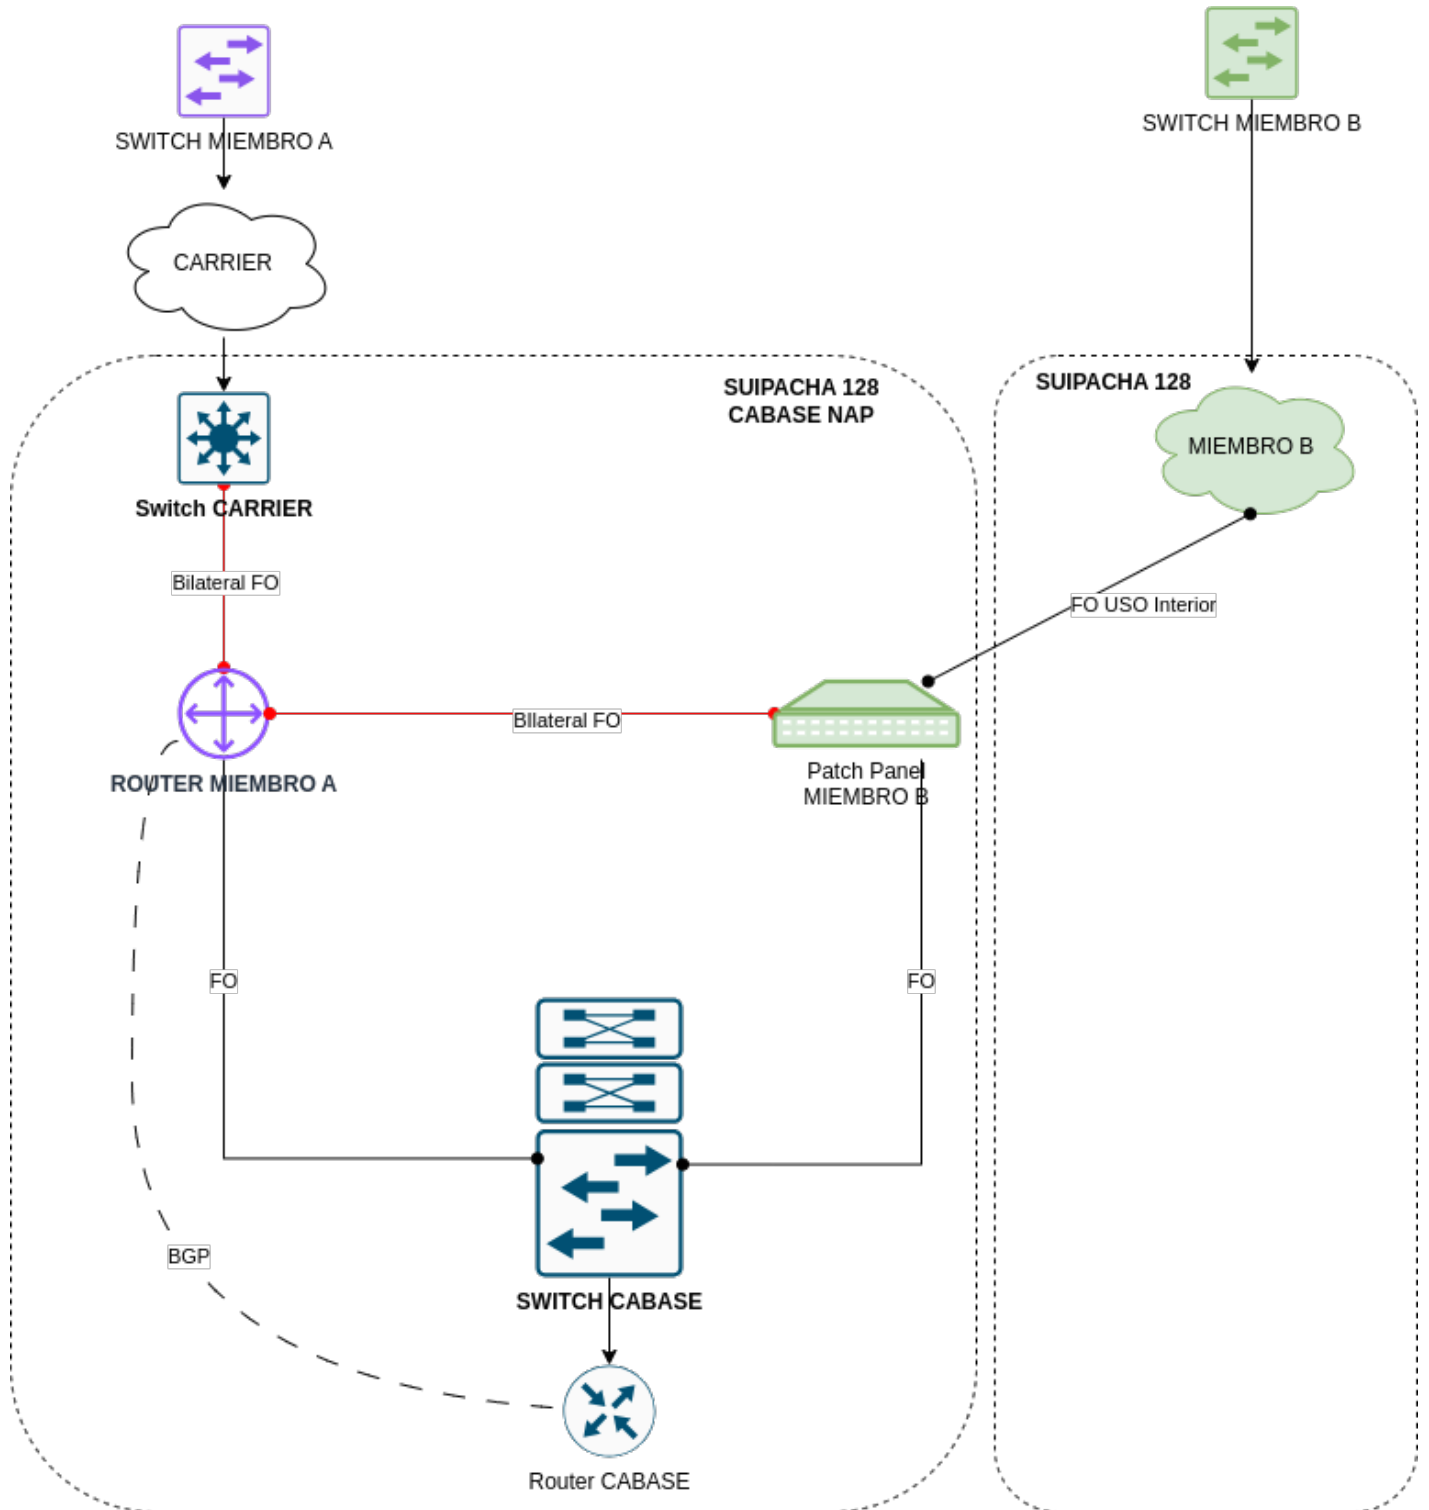 SWITCH MIEMBRO A
SWITCH MIEMBRO B
CARRIER
SUIPACHA 128
CABASE NAP
SUIPACHA 128
MIEMBRO B
Switch CARRIER
Bilateral FO
FO USO Interior
BIlateral FO
ROUTER MIEMBRO A
Patch Panel
MIEMBRO B
FO
FO
BGP
SWITCH CABASE
Router CABASE